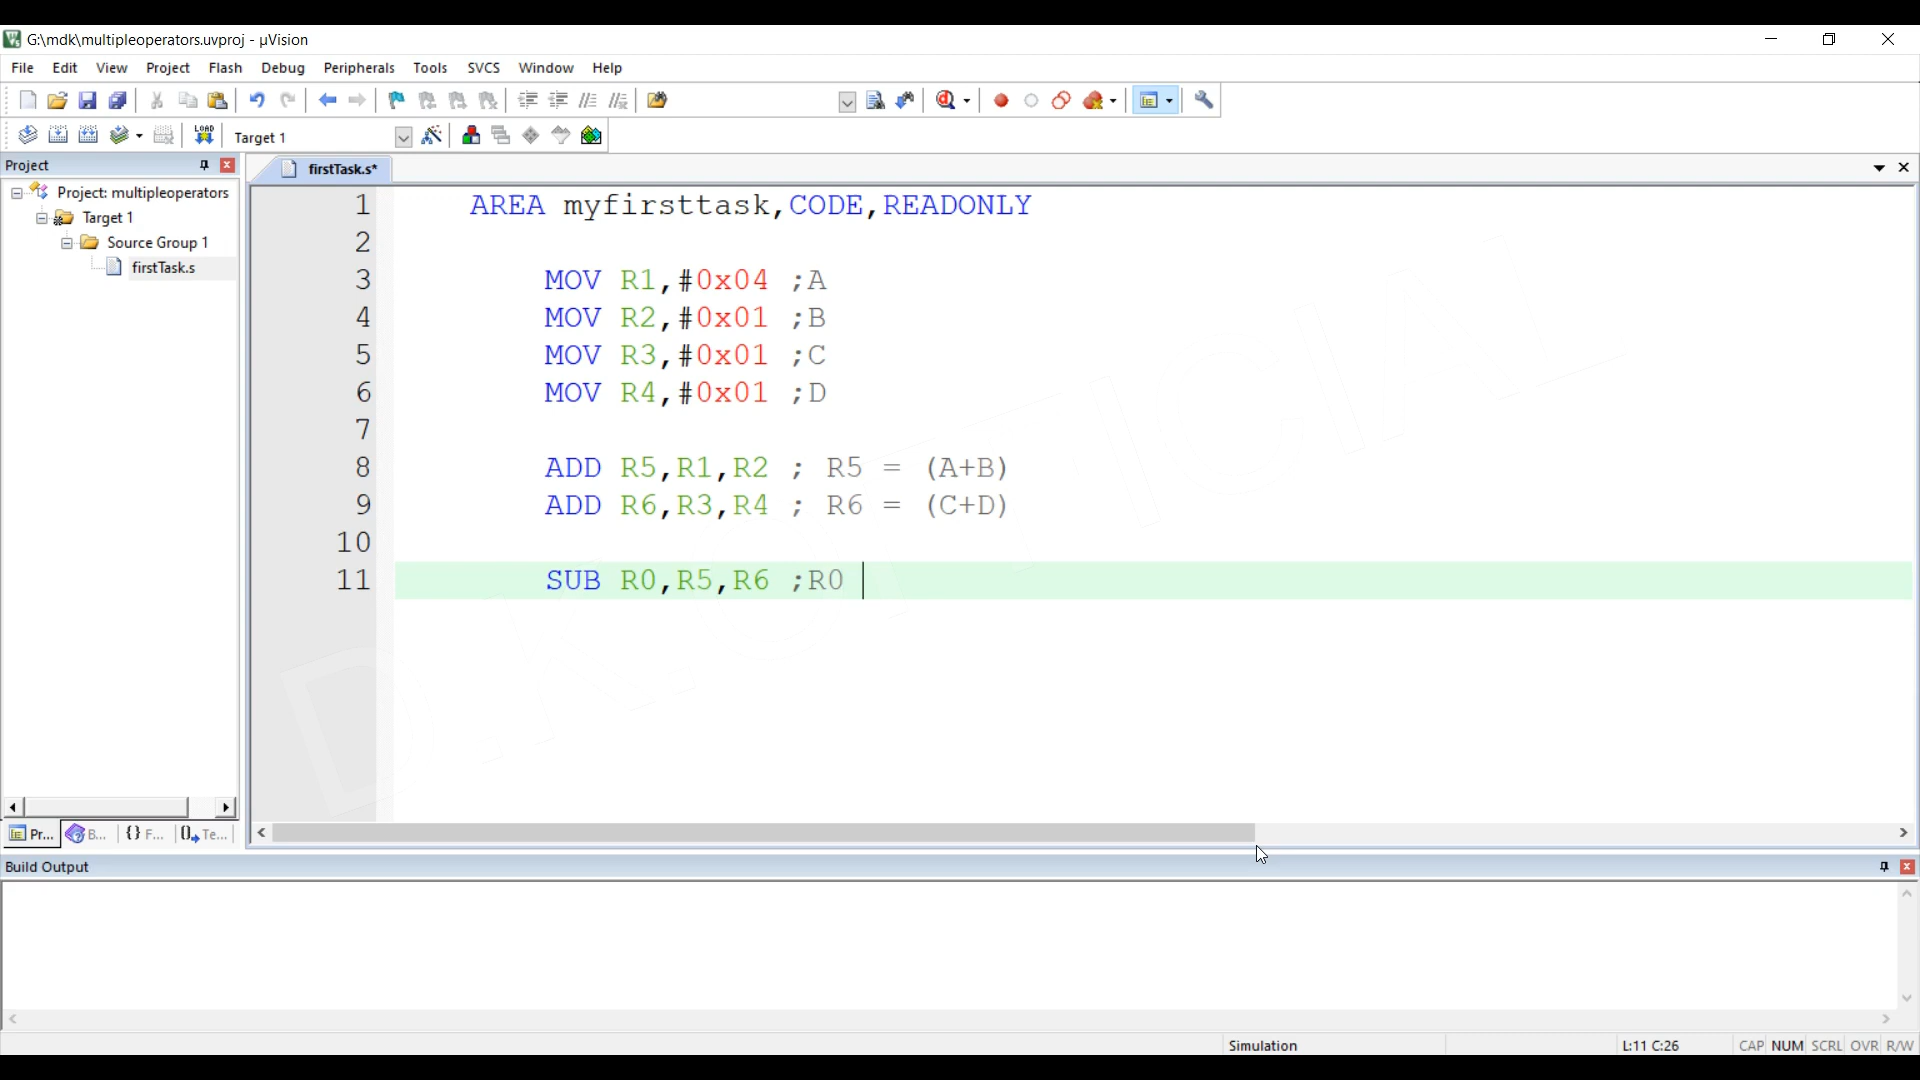 G:\mdk\multipleoperators.uvproj - µVision
File Edit View Project Flash Debug Peripherals Tools SVCS Window Help
LOAD Target 1
Project
firstTask.s*
Project: multipleoperators
Target 1
Source Group 1
firstTask.s
1 AREA myfirsttask,CODE,READONLY
2
3 MOV R1,#0x04 ;A
4 MOV R2,#0x01 ;B
5 MOV R3,#0x01 ;C
6 MOV R4,#0x01 ;D
7
8 ADD R5,R1,R2 ; R5 = (A+B)
9 ADD R6,R3,R4 ; R6 = (C+D)
10
11 SUB R0,R5,R6 ;R0
Pr... B... {} F... Te...
Build Output
Simulation L:11 C:26 CAP NUM SCRL OVR R/W